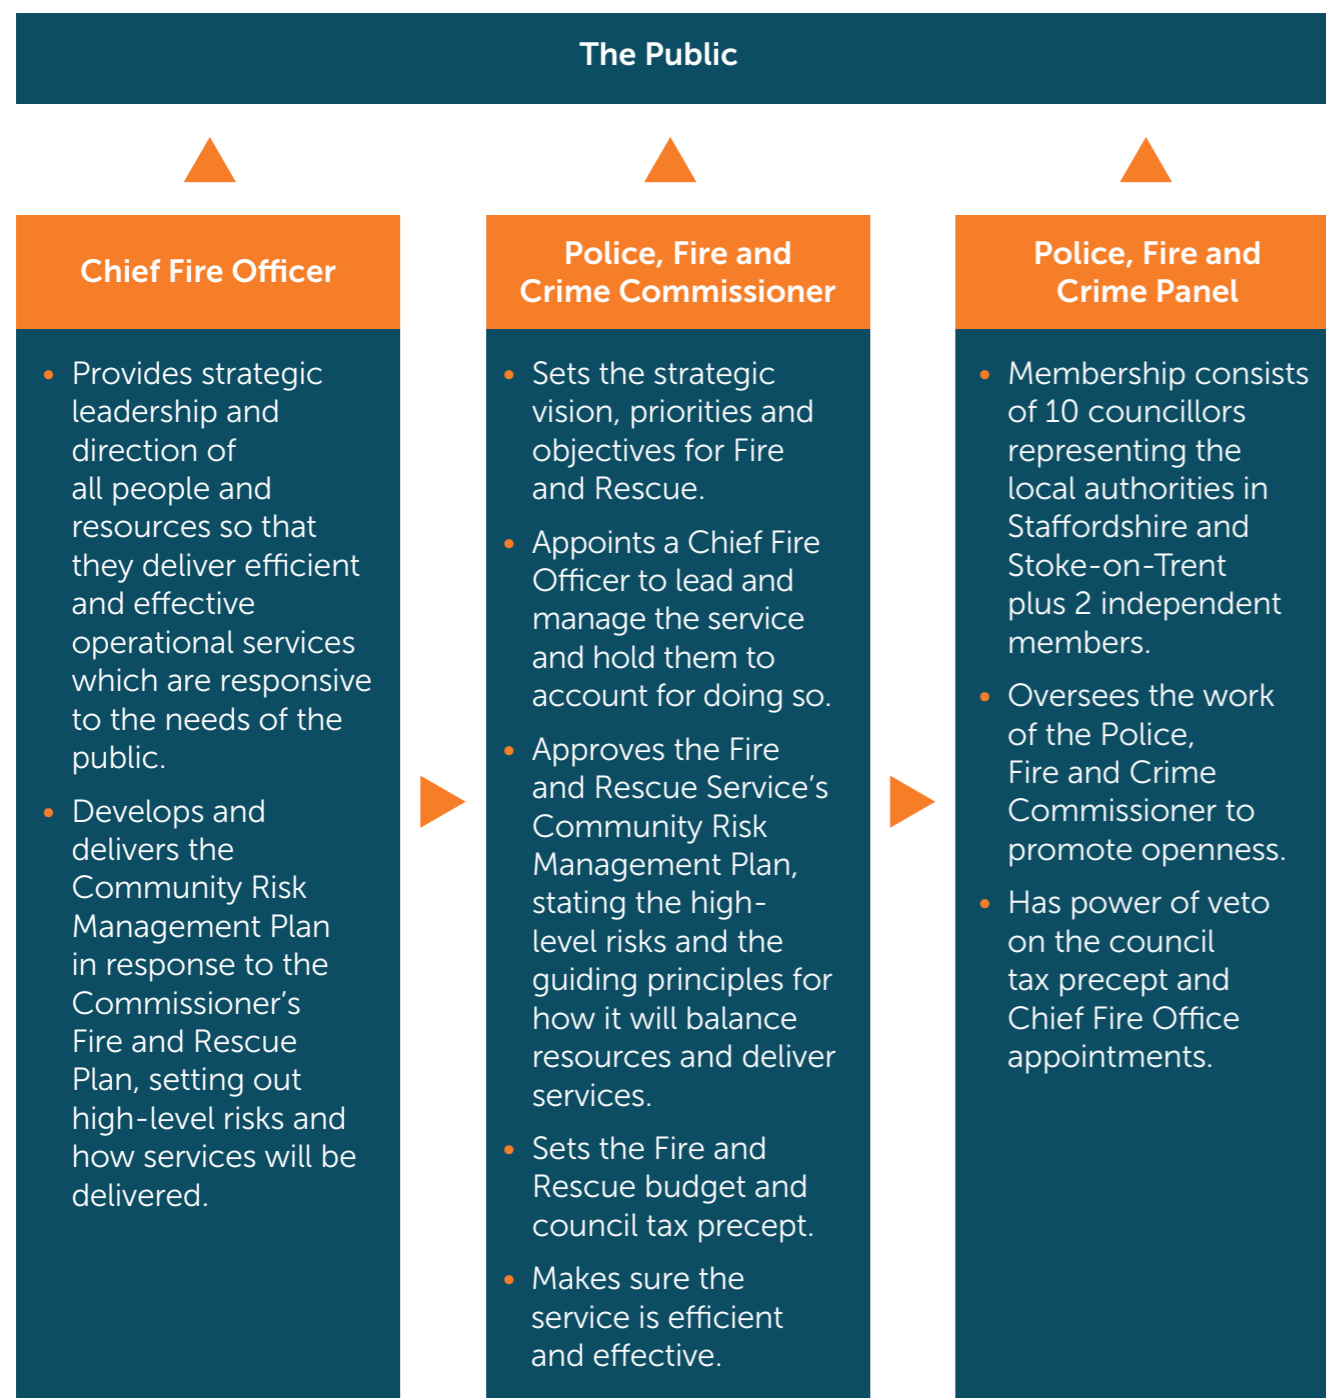 The Public
Chief Fire Officer
• Provides strategic
leadership and
direction of
all people and
resources so that
they deliver efficient
and effective
operational services
which are responsive
to the needs of the
public.
• Develops and
delivers the
Community Risk
Management Plan
in response to the
Commissioner's
Fire and Rescue
Plan, setting out
high-level risks and
how services will be
delivered.
Police, Fire and
Crime Commissioner
• Sets the strategic
vision, priorities and
objectives for Fire
and Rescue.
• Appoints a Chief Fire
Officer to lead and
manage the service
and hold them to
account for doing so.
• Approves the Fire
and Rescue Service’s
Community Risk
Management Plan,
stating the high-
level risks and the
guiding principles for
how it will balance
resources and deliver
services.
• Sets the Fire and
Rescue budget and
council tax precept.
• Makes sure the
service is efficient
and effective.
Police, Fire and
Crime Panel
• Membership consists
of 10 councillors
representing the
local authorities in
Staffordshire and
Stoke-on-Trent
plus 2 independent
members.
• Oversees the work
of the Police,
Fire and Crime
Commissioner to
promote openness.
• Has power of veto
on the council
tax precept and
Chief Fire Office
appointments.